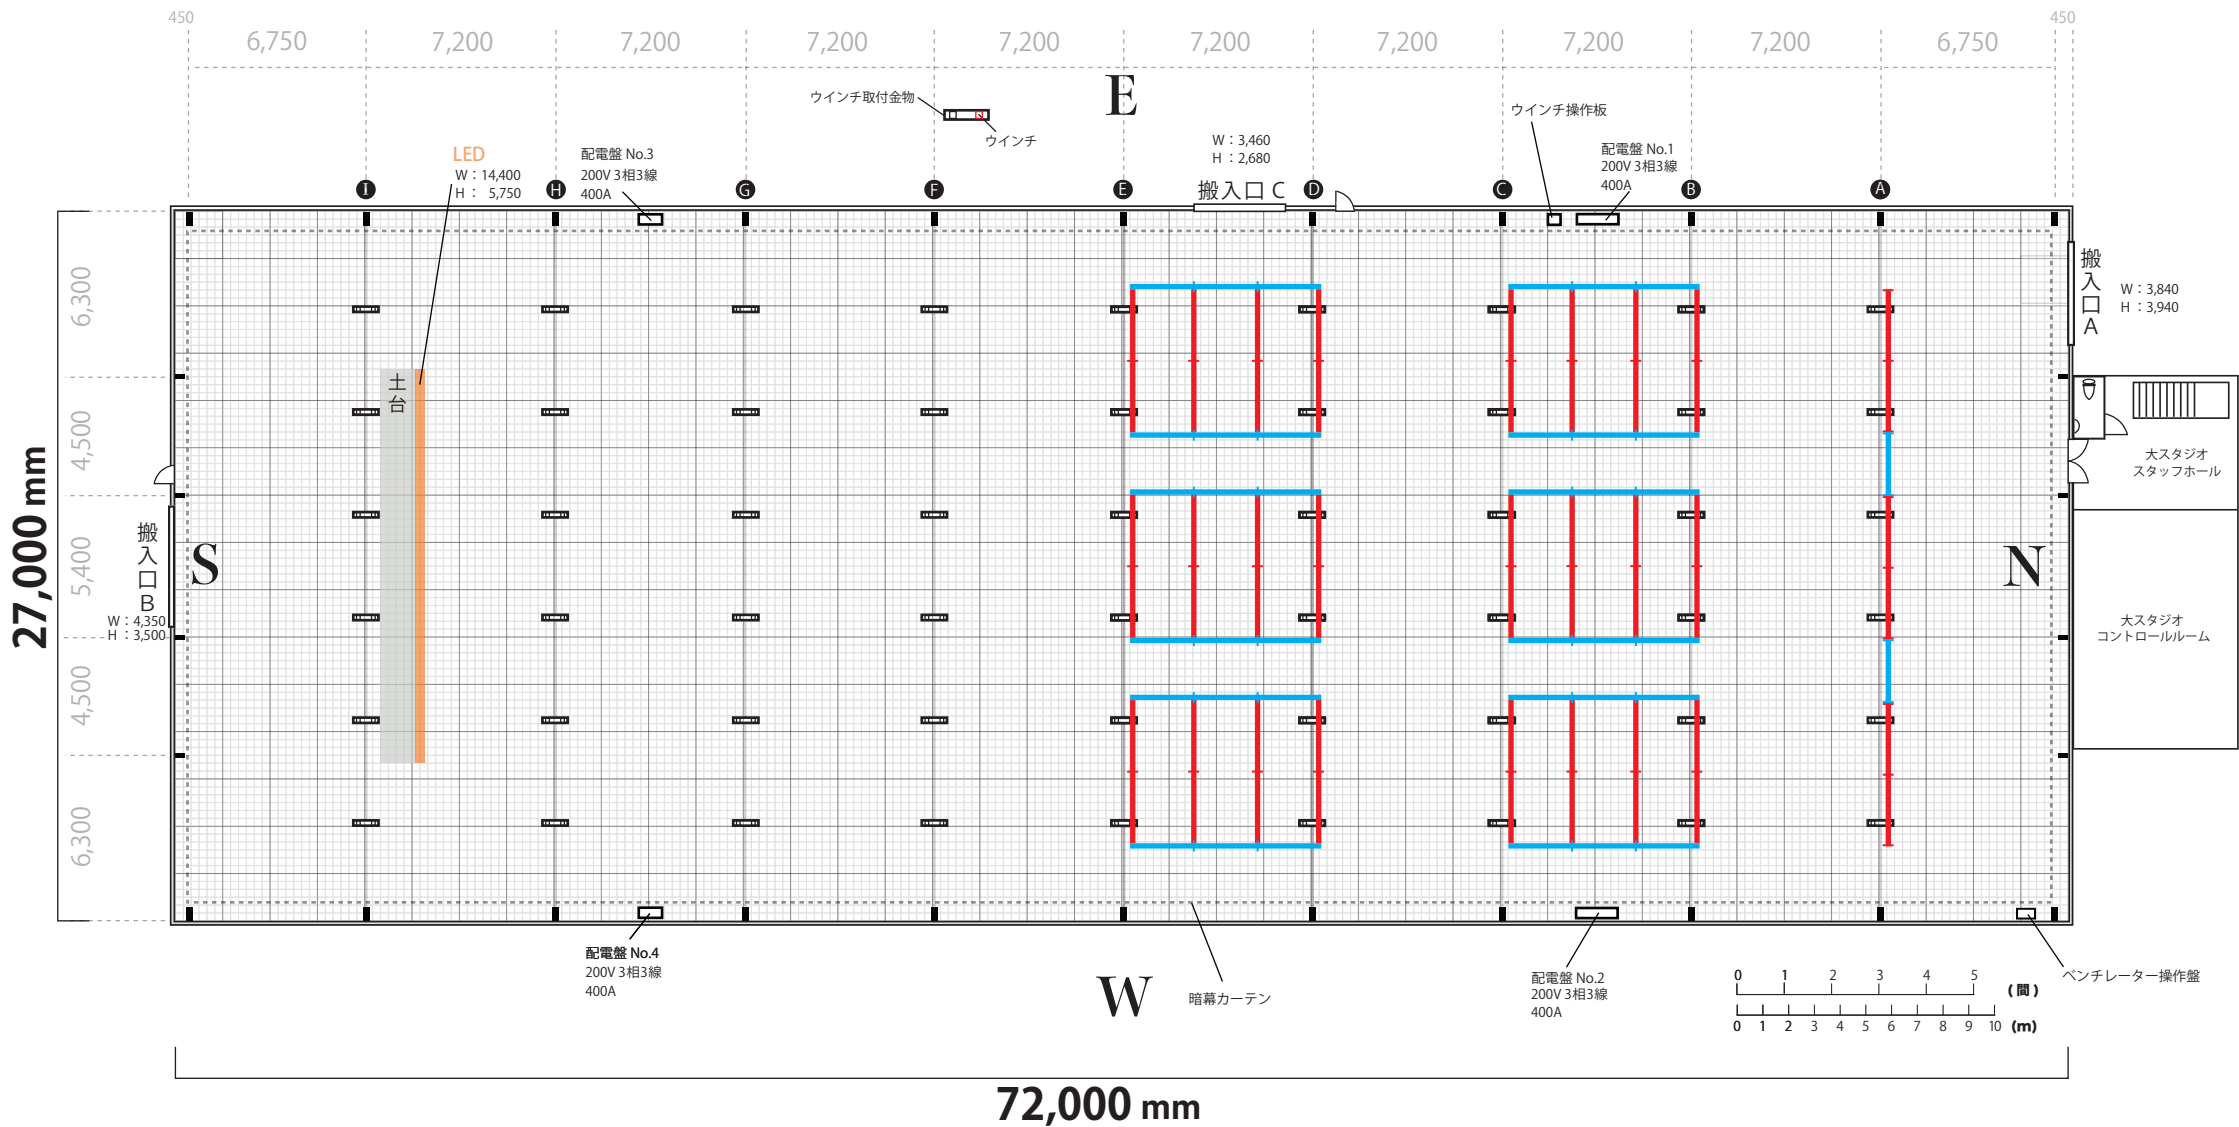 450
450
6,750
7,200
7,200
7,200
7,200
7,200
7,200
7,200
7,200
6,750
E
ウインチ取付金物
ウインチ
ウインチ操作板
LED
W：14,400
H： 5,750
配電盤 No.3
200V 3相3線
400A
W：3,460
H：2,680
搬入口 C
配電盤 No.1
200V 3相3線
400A
I
H
G
F
E
D
C
B
A
搬入口A
W：3,840
H：3,940
6,300
4,500
5,400
4,500
6,300
27,000 mm
土台
大スタジオ
スタッフホール
搬入口B
W：4,350
H：3,500
S
N
大スタジオ
コントロールルーム
配電盤 No.4
200V 3相3線
400A
W
暗幕カーテン
配電盤 No.2
200V 3相3線
400A
ベンチレーター操作盤
0 1 2 3 4 5 (間)
0 1 2 3 4 5 6 7 8 9 10 (m)
72,000 mm